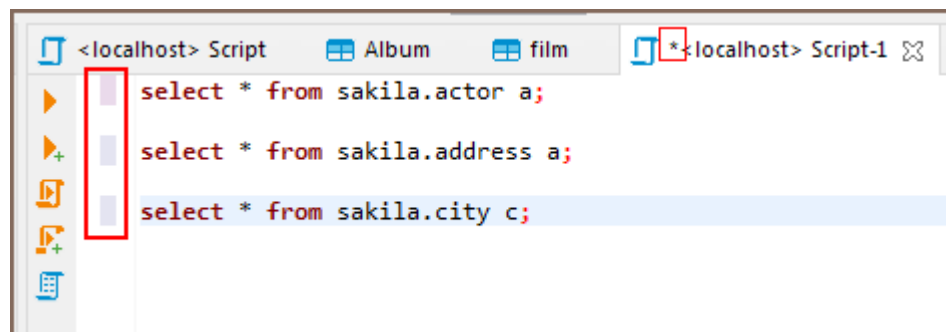 <localhost> Script Album film *<localhost> Script-1
select * from sakila.actor a;
select * from sakila.address a;
select * from sakila.city c;